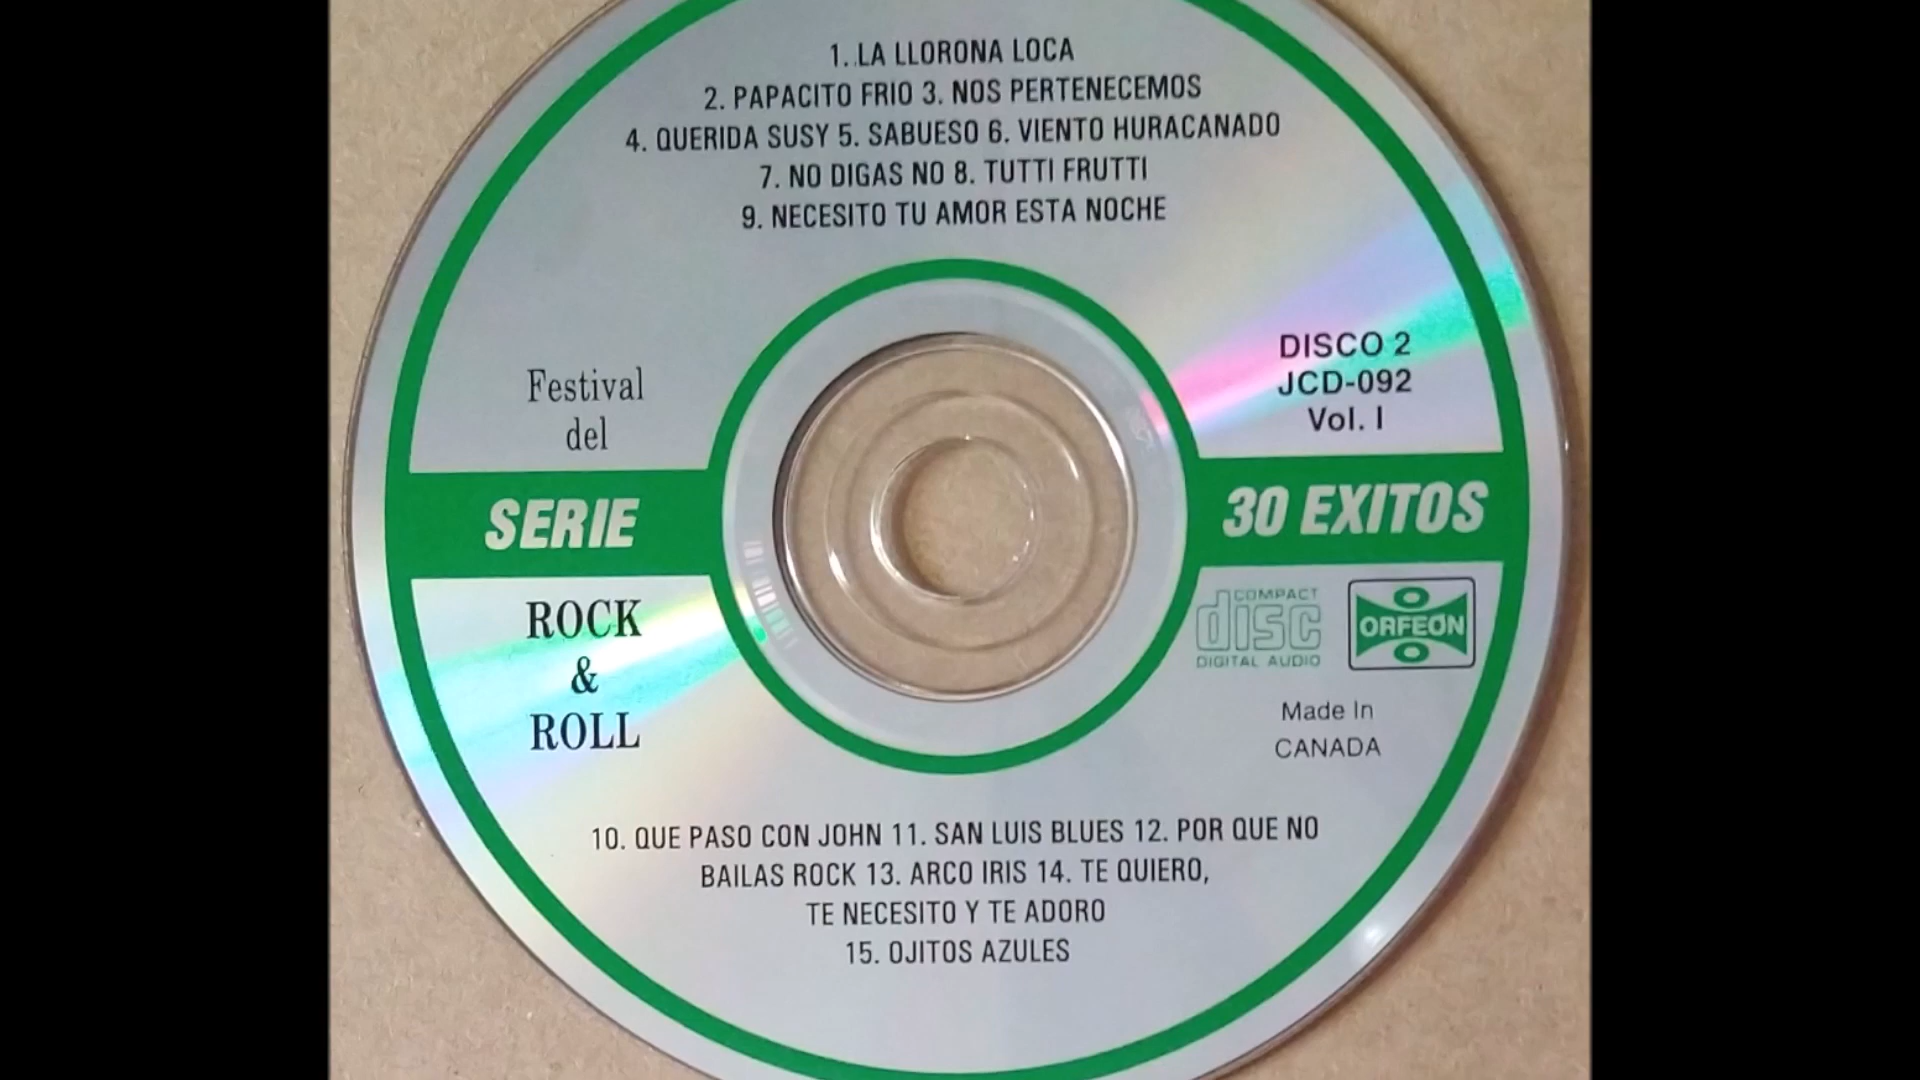 1. LA LLORONA LOCA
2. PAPACITO FRIO 3. NOS PERTENECEMOS
4. QUERIDA SUSY 5. SABUESO 6. VIENTO HURACANADO
7. NO DIGAS NO 8. TUTTI FRUTTI
9. NECESITO TU AMOR ESTA NOCHE
Festival
del
SERIE
ROCK
&
ROLL
DISCO 2
JCD-092
Vol. I
30 EXITOS
COMPACT
disc
DIGITAL AUDIO
ORFEON
Made In
CANADA
10. QUE PASO CON JOHN 11. SAN LUIS BLUES 12. POR QUE NO
BAILAS ROCK 13. ARCO IRIS 14. TE QUIERO,
TE NECESITO Y TE ADORO
15. OJITOS AZULES